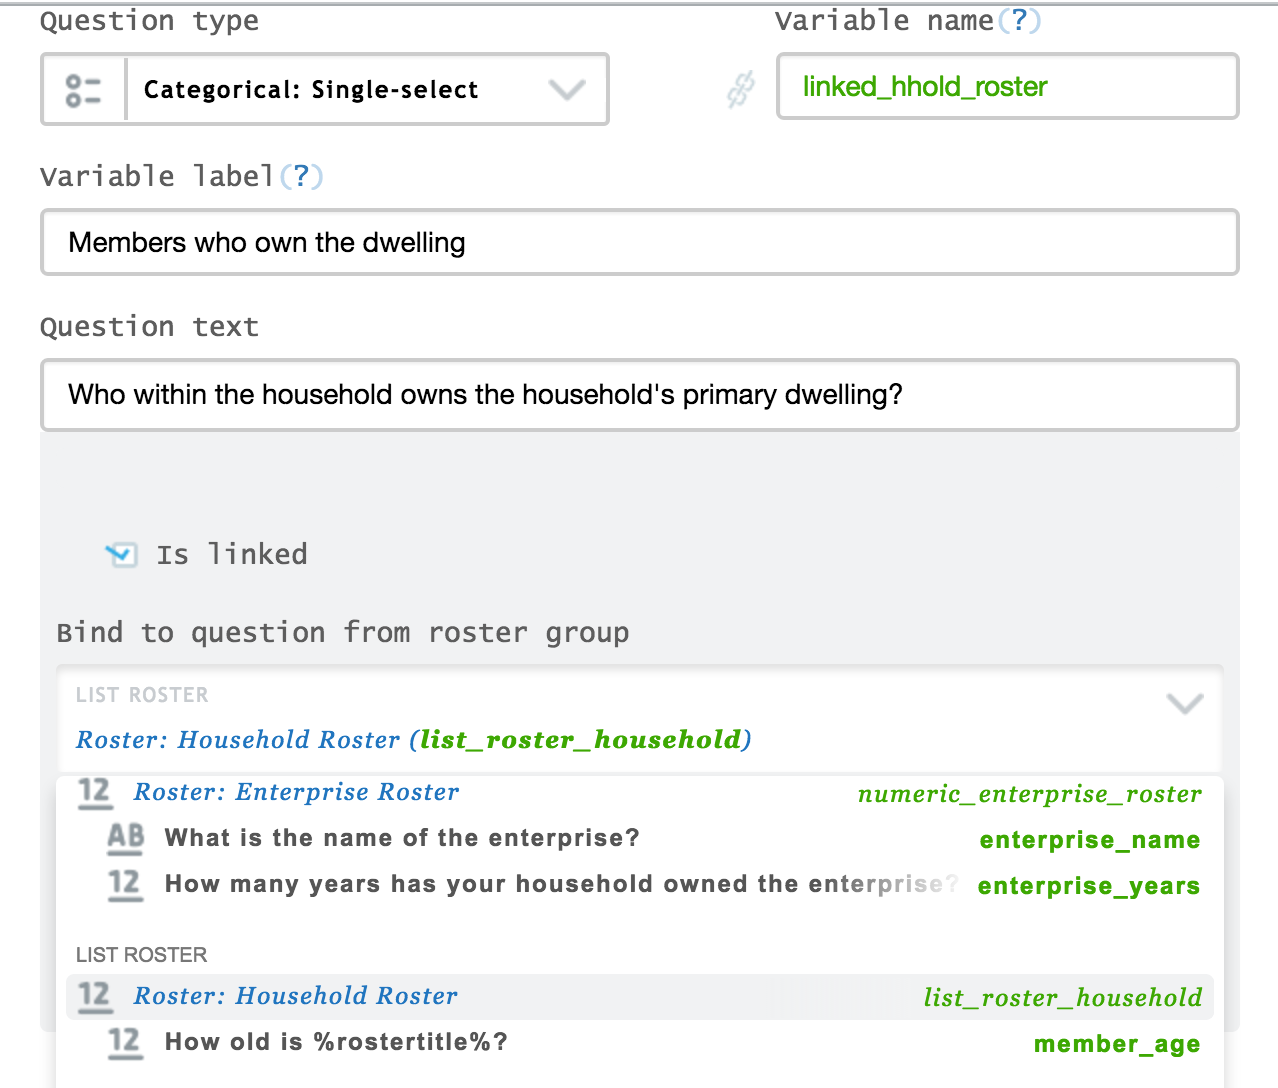 Question type
Variable name(?)
Categorical: Single-select
linked_hhold_roster
Variable label(?)
Members who own the dwelling
Question text
Who within the household owns the household's primary dwelling?
Is linked
Bind to question from roster group
LIST ROSTER
Roster: Household Roster (list_roster_household)
12 Roster: Enterprise Roster numeric_enterprise_roster
AB What is the name of the enterprise? enterprise_name
12 How many years has your household owned the enterprise? enterprise_years
LIST ROSTER
12 Roster: Household Roster list_roster_household
12 How old is %rostertitle%? member_age